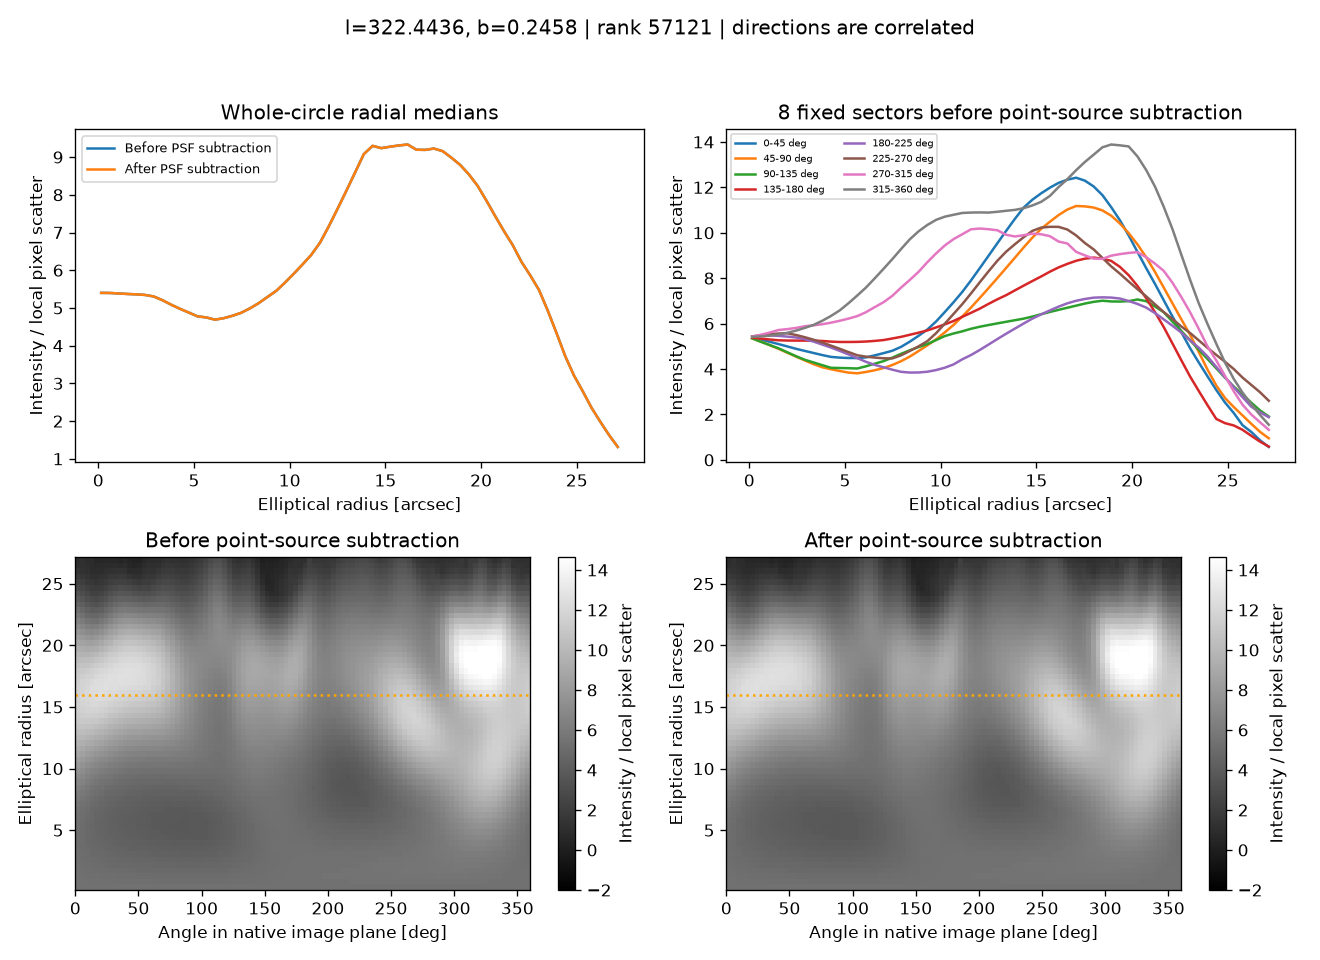 l=322.4436, b=0.2458 | rank 57121 | directions are correlated
Whole-circle radial medians
Before PSF subtraction
After PSF subtraction
Intensity / local pixel scatter
9
8
7
6
5
4
3
2
1
0 5 10 15 20 25
Elliptical radius [arcsec]
8 fixed sectors before point-source subtraction
0-45 deg
45-90 deg
90-135 deg
135-180 deg
180-225 deg
225-270 deg
270-315 deg
315-360 deg
Intensity / local pixel scatter
14
12
10
8
6
4
2
0
0 5 10 15 20 25
Elliptical radius [arcsec]
Before point-source subtraction
Elliptical radius [arcsec]
25
20
15
10
5
0 50 100 150 200 250 300 350
Angle in native image plane [deg]
14
12
10
8
6
4
2
0
−2
Intensity / local pixel scatter
After point-source subtraction
Elliptical radius [arcsec]
25
20
15
10
5
0 50 100 150 200 250 300 350
Angle in native image plane [deg]
14
12
10
8
6
4
2
0
−2
Intensity / local pixel scatter